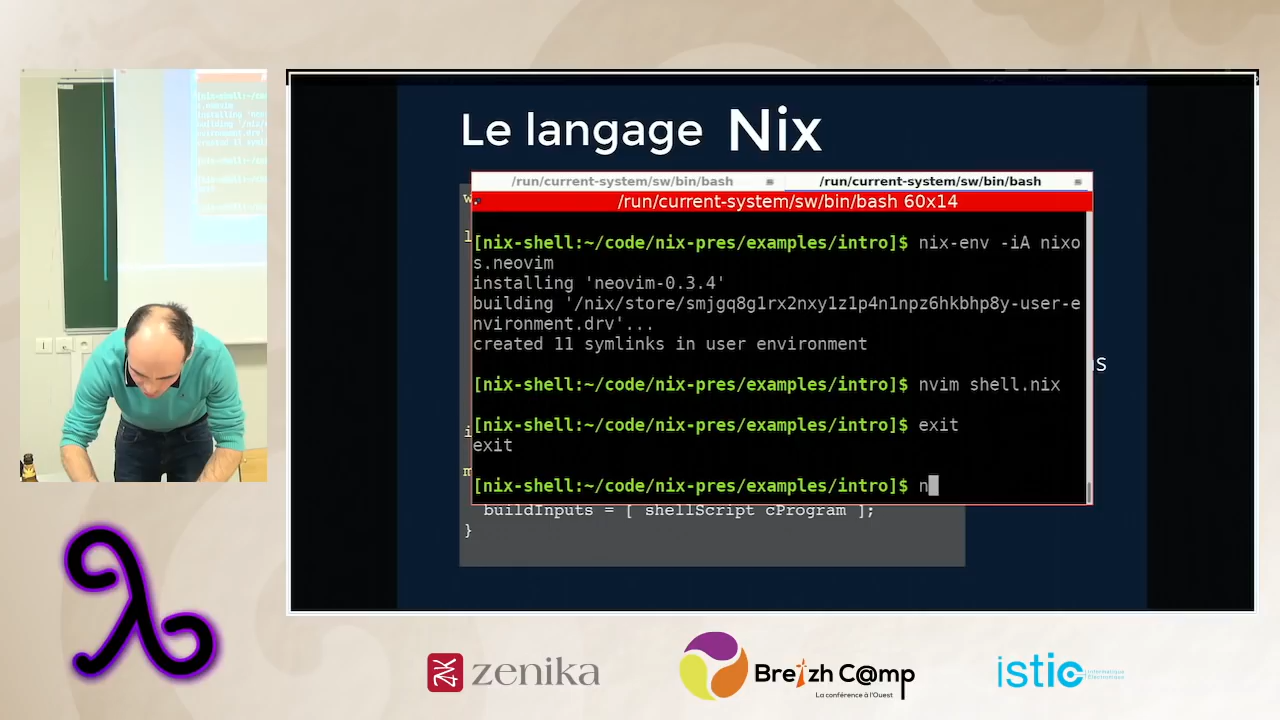 Le langage Nix
/run/current-system/sw/bin/bash
/run/current-system/sw/bin/bash
/run/current-system/sw/bin/bash 60x14
w
l
[nix-shell:~/code/nix-pres/examples/intro]$ nix-env -iA nixo
s.neovim
installing 'neovim-0.3.4'
building '/nix/store/smjgq8g1rx2nxy1z1p4n1npz6hkbhp8y-user-e
nvironment.drv'...
created 11 symlinks in user environment
s
[nix-shell:~/code/nix-pres/examples/intro]$ nvim shell.nix
[nix-shell:~/code/nix-pres/examples/intro]$ exit
i
exit
m
[nix-shell:~/code/nix-pres/examples/intro]$ n
buildInputs = [ shellScript cProgram ];
}
zenika
Breizh C@mp
La conférence à l'Ouest
istic
Informatique
Électronique